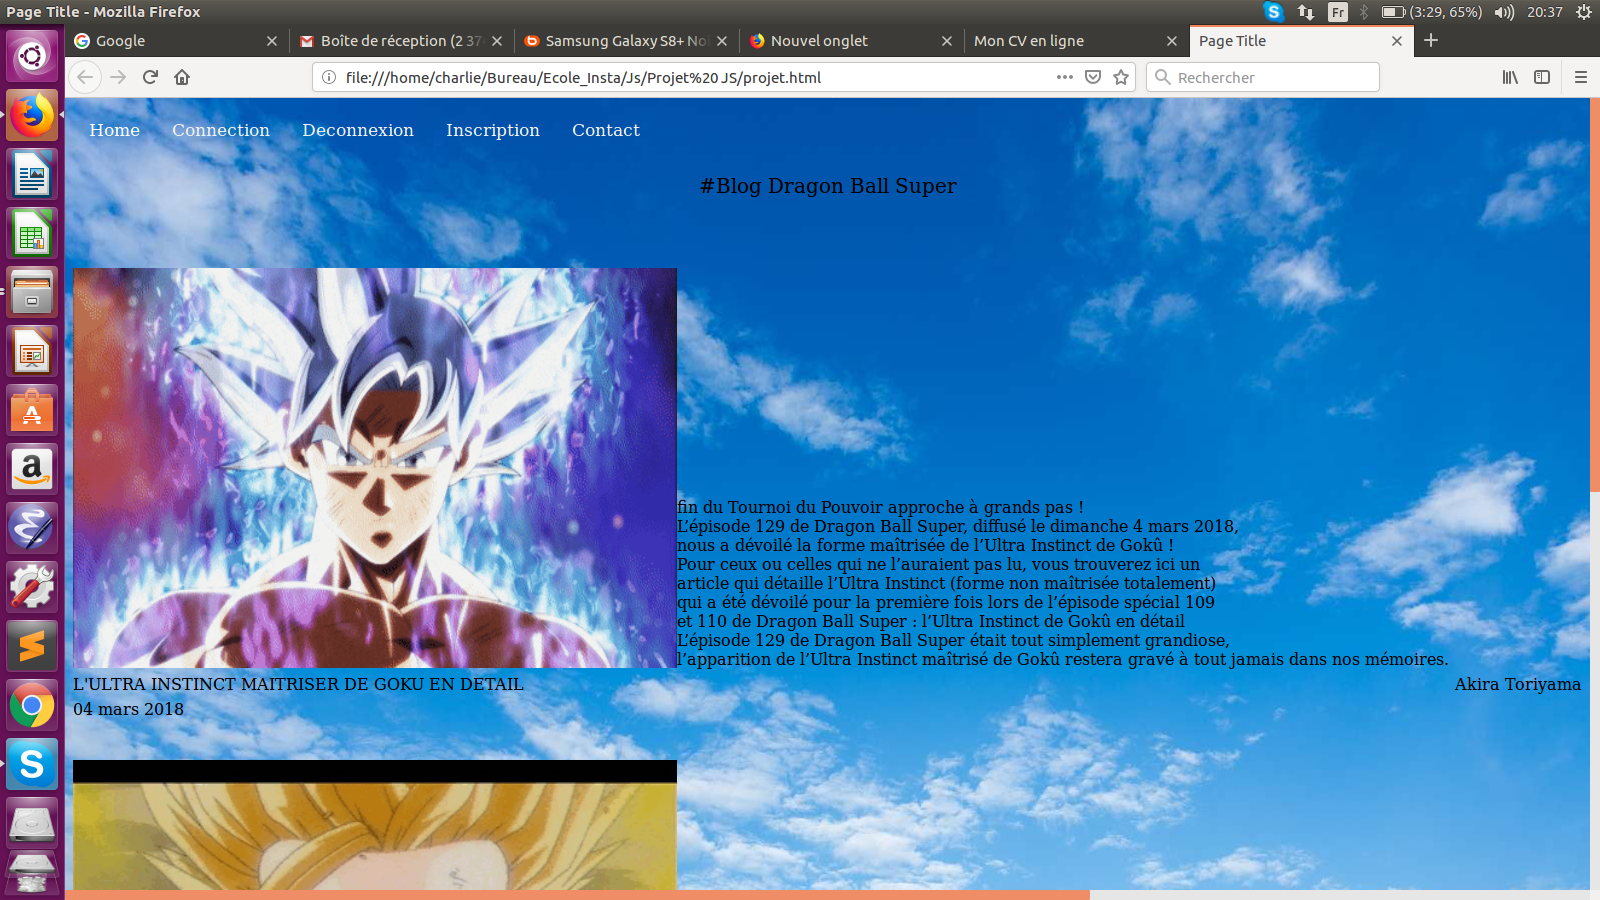 Page Title - Mozilla Firefox
Fr
(3:29, 65%)
20:37
Google
Boîte de réception (2 37
Samsung Galaxy S8+ Noi
Nouvel onglet
Mon CV en ligne
Page Title
file:///home/charlie/Bureau/Ecole_Insta/Js/Projet%20JS/projet.html
Rechercher
Home Connection Deconnexion Inscription Contact
#Blog Dragon Ball Super
fin du Tournoi du Pouvoir approche à grands pas !
L’épisode 129 de Dragon Ball Super, diffusé le dimanche 4 mars 2018,
nous a dévoilé la forme maîtrisée de l’Ultra Instinct de Gokû !
Pour ceux ou celles qui ne l’auraient pas lu, vous trouverez ici un
article qui détaille l’Ultra Instinct (forme non maîtrisée totalement)
qui a été dévoilé pour la première fois lors de l’épisode spécial 109
et 110 de Dragon Ball Super : l’Ultra Instinct de Gokû en détail
L’épisode 129 de Dragon Ball Super était tout simplement grandiose,
l’apparition de l’Ultra Instinct maîtrisé de Gokû restera gravé à tout jamais dans nos mémoires.
L'ULTRA INSTINCT MAITRISER DE GOKU EN DETAIL
Akira Toriyama
04 mars 2018